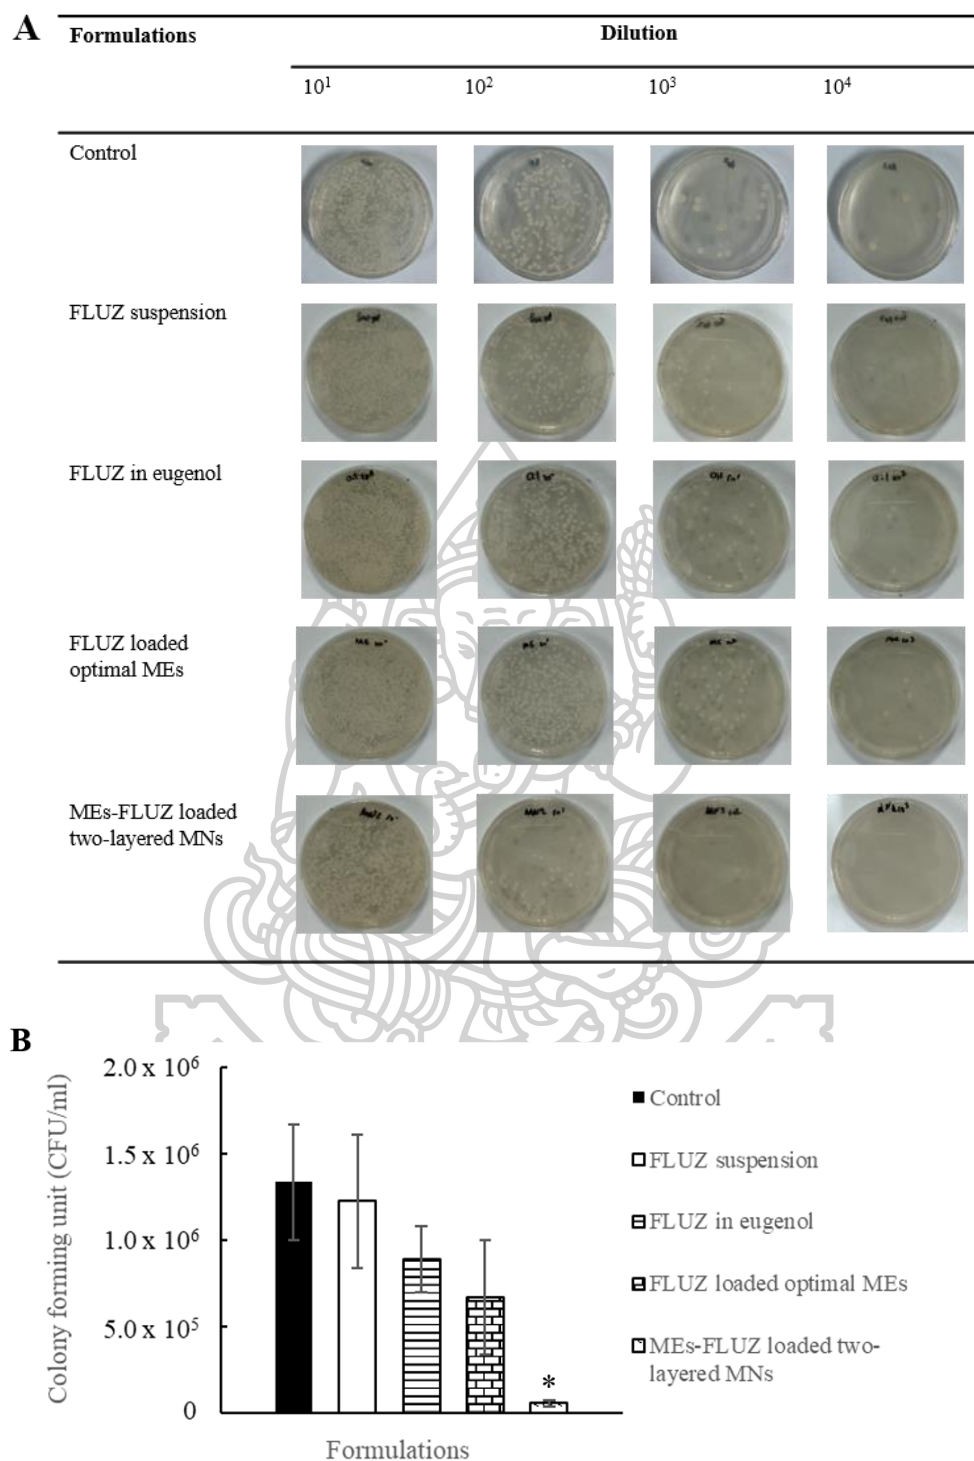 A
Formulations
Dilution
10¹ 10² 10³ 10⁴
Control
FLUZ suspension
FLUZ in eugenol
FLUZ loaded
optimal MEs
MEs-FLUZ loaded
two-layered MNs
B
Colony forming unit (CFU/ml)
2.0 x 10⁶
1.5 x 10⁶
1.0 x 10⁶
5.0 x 10⁵
0
*
Formulations
Control
FLUZ suspension
FLUZ in eugenol
FLUZ loaded optimal MEs
MEs-FLUZ loaded two-
layered MNs